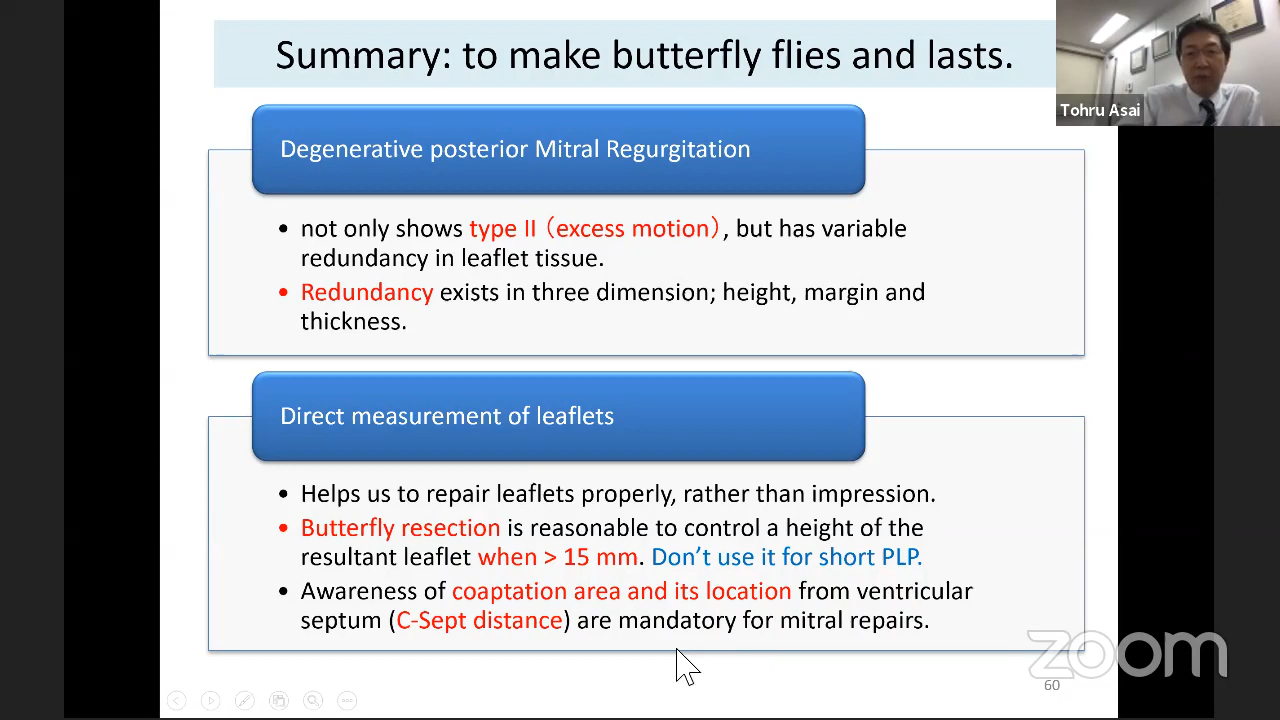 Summary: to make butterfly flies and lasts.
Tohru Asai
Degenerative posterior Mitral Regurgitation
• not only shows type II（excess motion）, but has variable
redundancy in leaflet tissue.
• Redundancy exists in three dimension; height, margin and
thickness.
Direct measurement of leaflets
• Helps us to repair leaflets properly, rather than impression.
• Butterfly resection is reasonable to control a height of the
resultant leaflet when > 15 mm. Don’t use it for short PLP.
• Awareness of coaptation area and its location from ventricular
septum (C-Sept distance) are mandatory for mitral repairs.
zoom
60